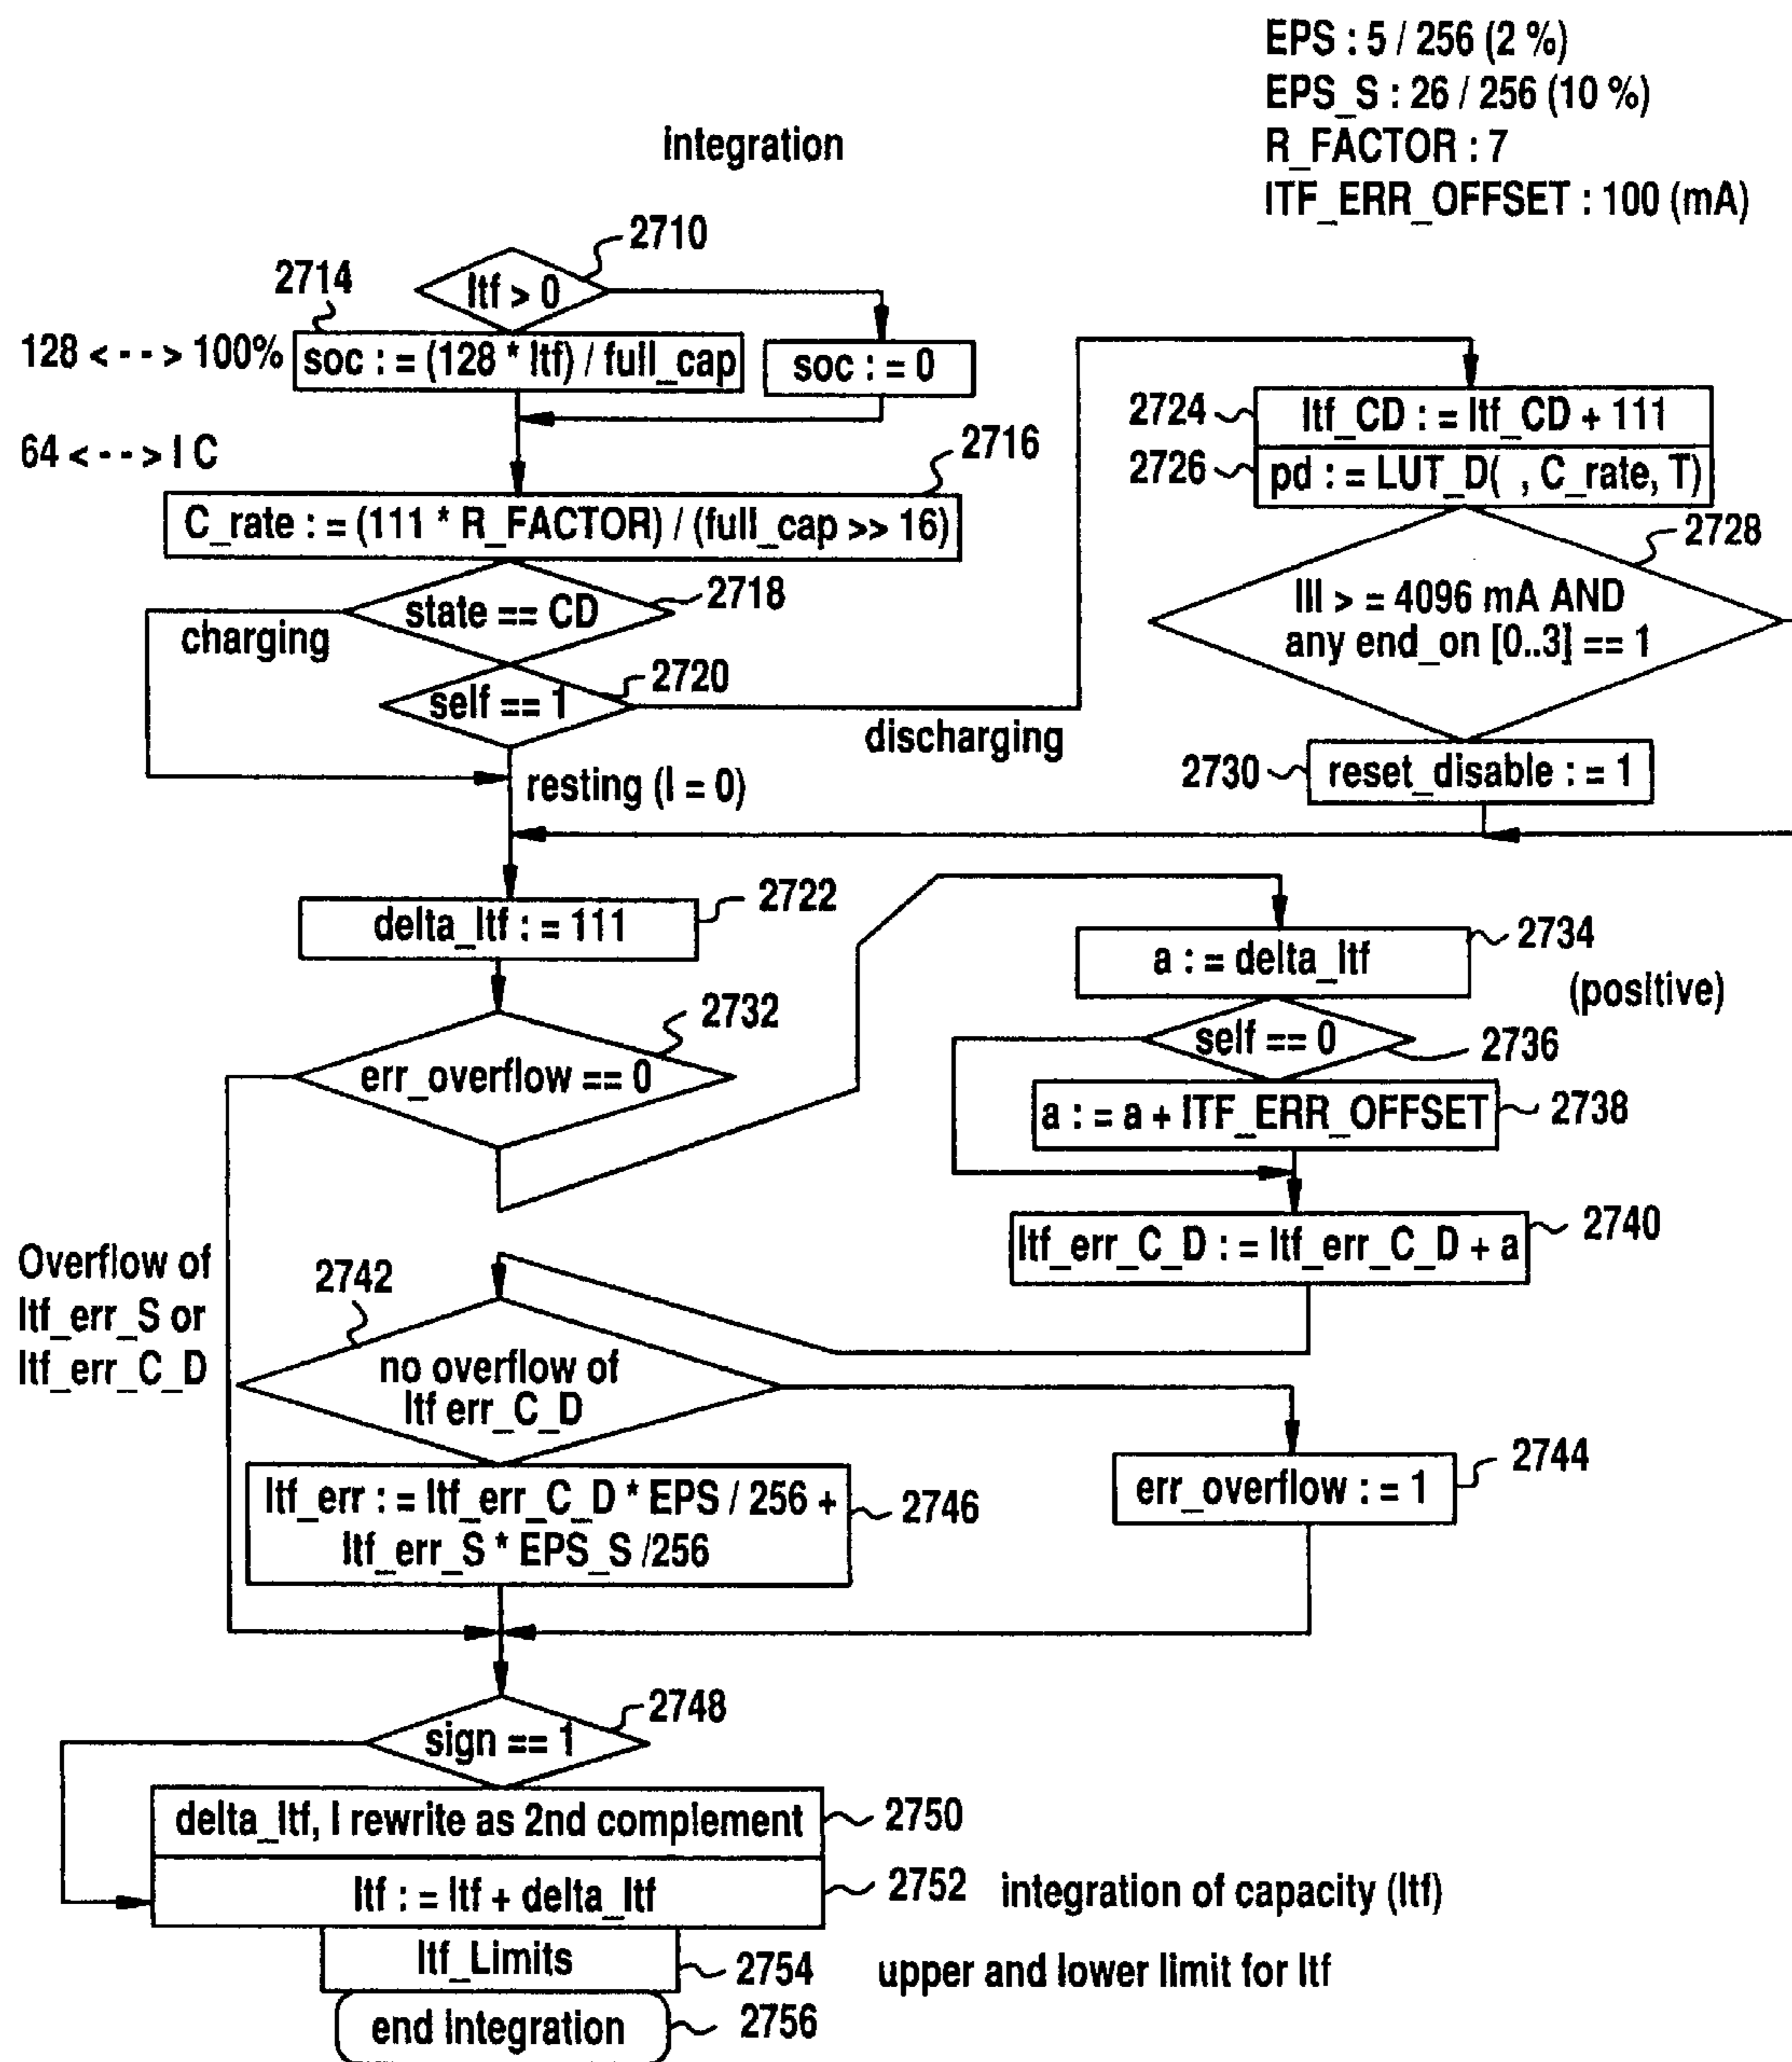 EPS : 5 / 256 (2 %)
EPS_S : 26 / 256 (10 %)
R_FACTOR : 7
ITF_ERR_OFFSET : 100 (mA)
integration
2710
Itf > 0
2714
128 < - - > 100%
soc : = (128 * Itf) / full_cap
soc : = 0
64 < - - > I C
2716
C_rate : = (111 * R_FACTOR) / (full_cap >> 16)
state == CD
2718
charging
self == 1
2720
discharging
resting (I = 0)
2724
Itf_CD : = Itf_CD + 111
2726
pd : = LUT_D( , C_rate, T)
2728
III > = 4096 mA AND
any end_on [0..3] == 1
2730
reset_disable : = 1
2722
delta_Itf : = 111
2732
err_overflow == 0
2734
a : = delta_Itf
(positive)
self == 0
2736
a : = a + ITF_ERR_OFFSET
2738
Itf_err_C_D : = Itf_err_C_D + a
2740
Overflow of
Itf_err_S or
Itf_err_C_D
2742
no overflow of
Itf err_C_D
2744
err_overflow : = 1
Itf_err : = Itf_err_C_D * EPS / 256 +
Itf_err_S * EPS_S /256
2746
2748
sign == 1
delta_Itf, I rewrite as 2nd complement
2750
Itf : = Itf + delta_Itf
2752
integration of capacity (Itf)
Itf_Limits
2754
upper and lower limit for Itf
end Integration
2756